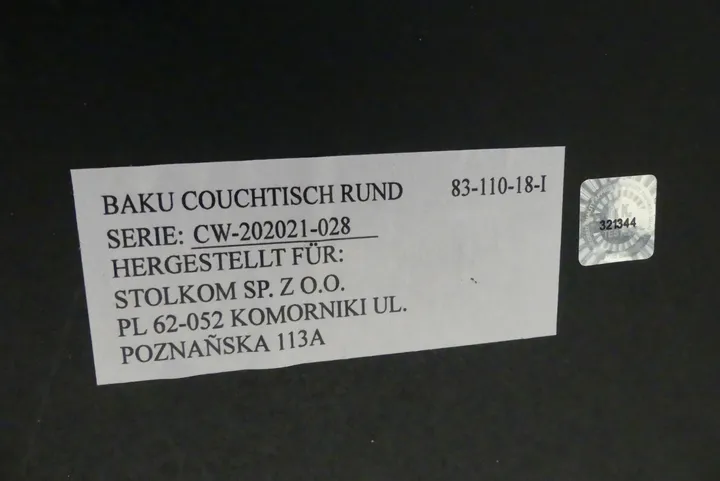 BAKU COUCHTISCH RUND 83-110-18-I
SERIE: CW-202021-028
HERGESTELLT FÜR:
STOLKOM SP. Z O.O.
PL 62-052 KOMORNIKI UL.
POZNAÑSKA 113A
321344